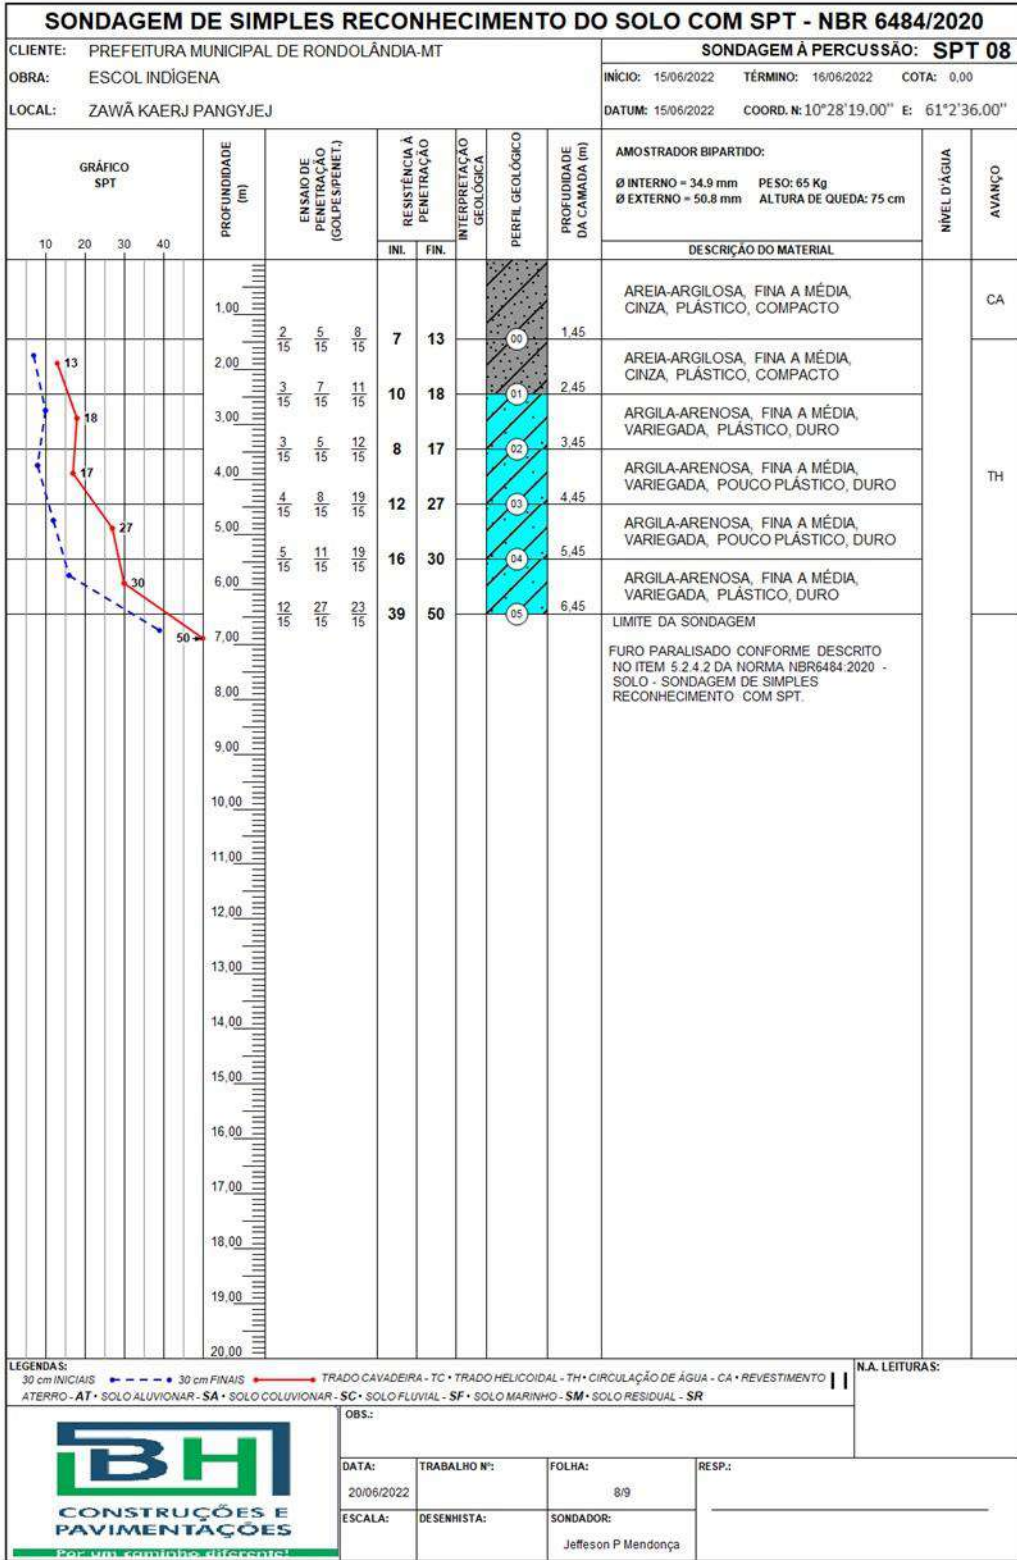 SONDAGEM DE SIMPLES RECONHECIMENTO DO SOLO COM SPT - NBR 6484/2020
CLIENTE: PREFEITURA MUNICIPAL DE RONDOLÂNDIA-MT
SONDAGEM À PERCUSSÃO: SPT 08
OBRA: ESCOL INDÌGENA
INÍCIO: 15/06/2022 TÉRMINO: 16/06/2022 COTA: 0,00
LOCAL: ZAWÃ KAERJ PANGYJEJ
DATUM: 15/06/2022 COORD. N: 10°28'19.00" E: 61°2'36.00"
GRÁFICO
SPT
10 20 30 40
PROFUNDIDADE
(m)
ENSAIO DE
PENETRAÇÃO
(GOLPES/PENET.)
RESISTÊNCIA À
PENETRAÇÃO
INI. FIN.
INTERPRETAÇÃO
GEOLÓGICA
PERFIL GEOLÓGICO
PROFUDIDADE
DA CAMADA (m)
AMOSTRADOR BIPARTIDO:
Ø INTERNO = 34.9 mm PESO: 65 Kg
Ø EXTERNO = 50.8 mm ALTURA DE QUEDA: 75 cm
DESCRIÇÃO DO MATERIAL
NÍVEL D'ÁGUA
AVANÇO
AREIA-ARGILOSA, FINA A MÉDIA,
CINZA, PLÁSTICO, COMPACTO
CA
1,00
2/15 5/15 8/15 7 13 00 1,45
13
2,00
AREIA-ARGILOSA, FINA A MÉDIA,
CINZA, PLÁSTICO, COMPACTO
3/15 7/15 11/15 10 18 01 2,45
18
3,00
ARGILA-ARENOSA, FINA A MÉDIA,
VARIEGADA, PLÁSTICO, DURO
3/15 5/15 12/15 8 17 02 3,45
17
4,00
ARGILA-ARENOSA, FINA A MÉDIA,
VARIEGADA, POUCO PLÁSTICO, DURO
TH
4/15 8/15 19/15 12 27 03 4,45
27
5,00
ARGILA-ARENOSA, FINA A MÉDIA,
VARIEGADA, POUCO PLÁSTICO, DURO
5/15 11/15 19/15 16 30 04 5,45
30
6,00
ARGILA-ARENOSA, FINA A MÉDIA,
VARIEGADA, PLÁSTICO, DURO
12/15 27/15 23/15 39 50 05 6,45
50
7,00
LIMITE DA SONDAGEM
FURO PARALISADO CONFORME DESCRITO
NO ITEM 5.2.4.2 DA NORMA NBR6484:2020 -
SOLO - SONDAGEM DE SIMPLES
RECONHECIMENTO COM SPT.
8,00
9,00
10,00
11,00
12,00
13,00
14,00
15,00
16,00
17,00
18,00
19,00
20,00
LEGENDAS:
30 cm INICIAIS 30 cm FINAIS TRADO CAVADEIRA - TC • TRADO HELICOIDAL - TH • CIRCULAÇÃO DE ÁGUA - CA • REVESTIMENTO
ATERRO - AT • SOLO ALUVIONAR - SA • SOLO COLUVIONAR - SC • SOLO FLUVIAL - SF • SOLO MARINHO - SM • SOLO RESIDUAL - SR
N.A. LEITURAS:
BH
CONSTRUÇÕES E
PAVIMENTAÇÕES
Por um caminho diferente!
OBS.:
DATA: TRABALHO Nº: FOLHA: RESP.:
20/06/2022 8/9
ESCALA: DESENHISTA: SONDADOR:
Jeffeson P Mendonça